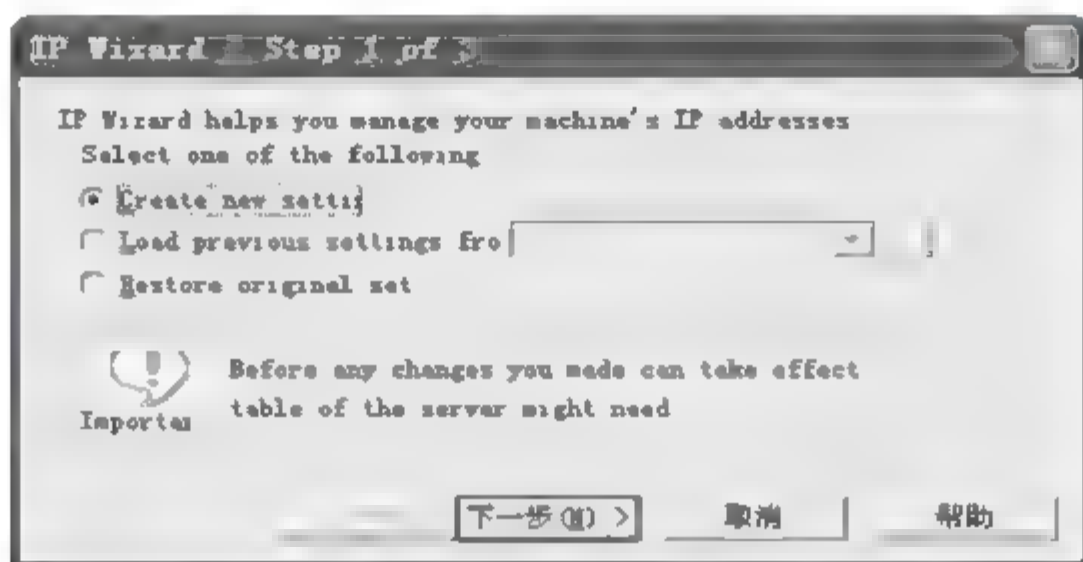 IP Wizard - Step 1 of 3
IP Wizard helps you manage your machine's IP addresses
Select one of the following
Create new settin
Load previous settings fro
Restore original set
Before any changes you made can take effect
Importan
table of the server might need
下一步(N) >
取消
帮助